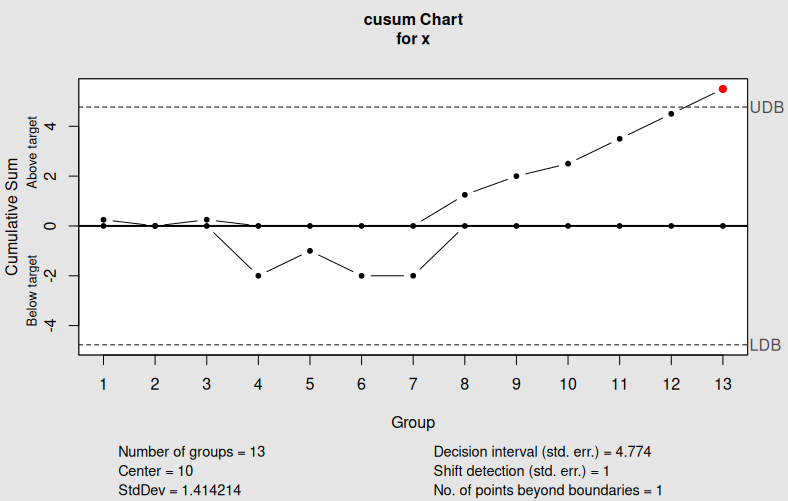 cusum Chart
for x
Cumulative Sum
Above target
Below target
4
2
0
-2
-4
UDB
LDB
1 2 3 4 5 6 7 8 9 10 11 12 13
Group
Number of groups = 13
Center = 10
StdDev = 1.414214
Decision interval (std. err.) = 4.774
Shift detection (std. err.) = 1
No. of points beyond boundaries = 1